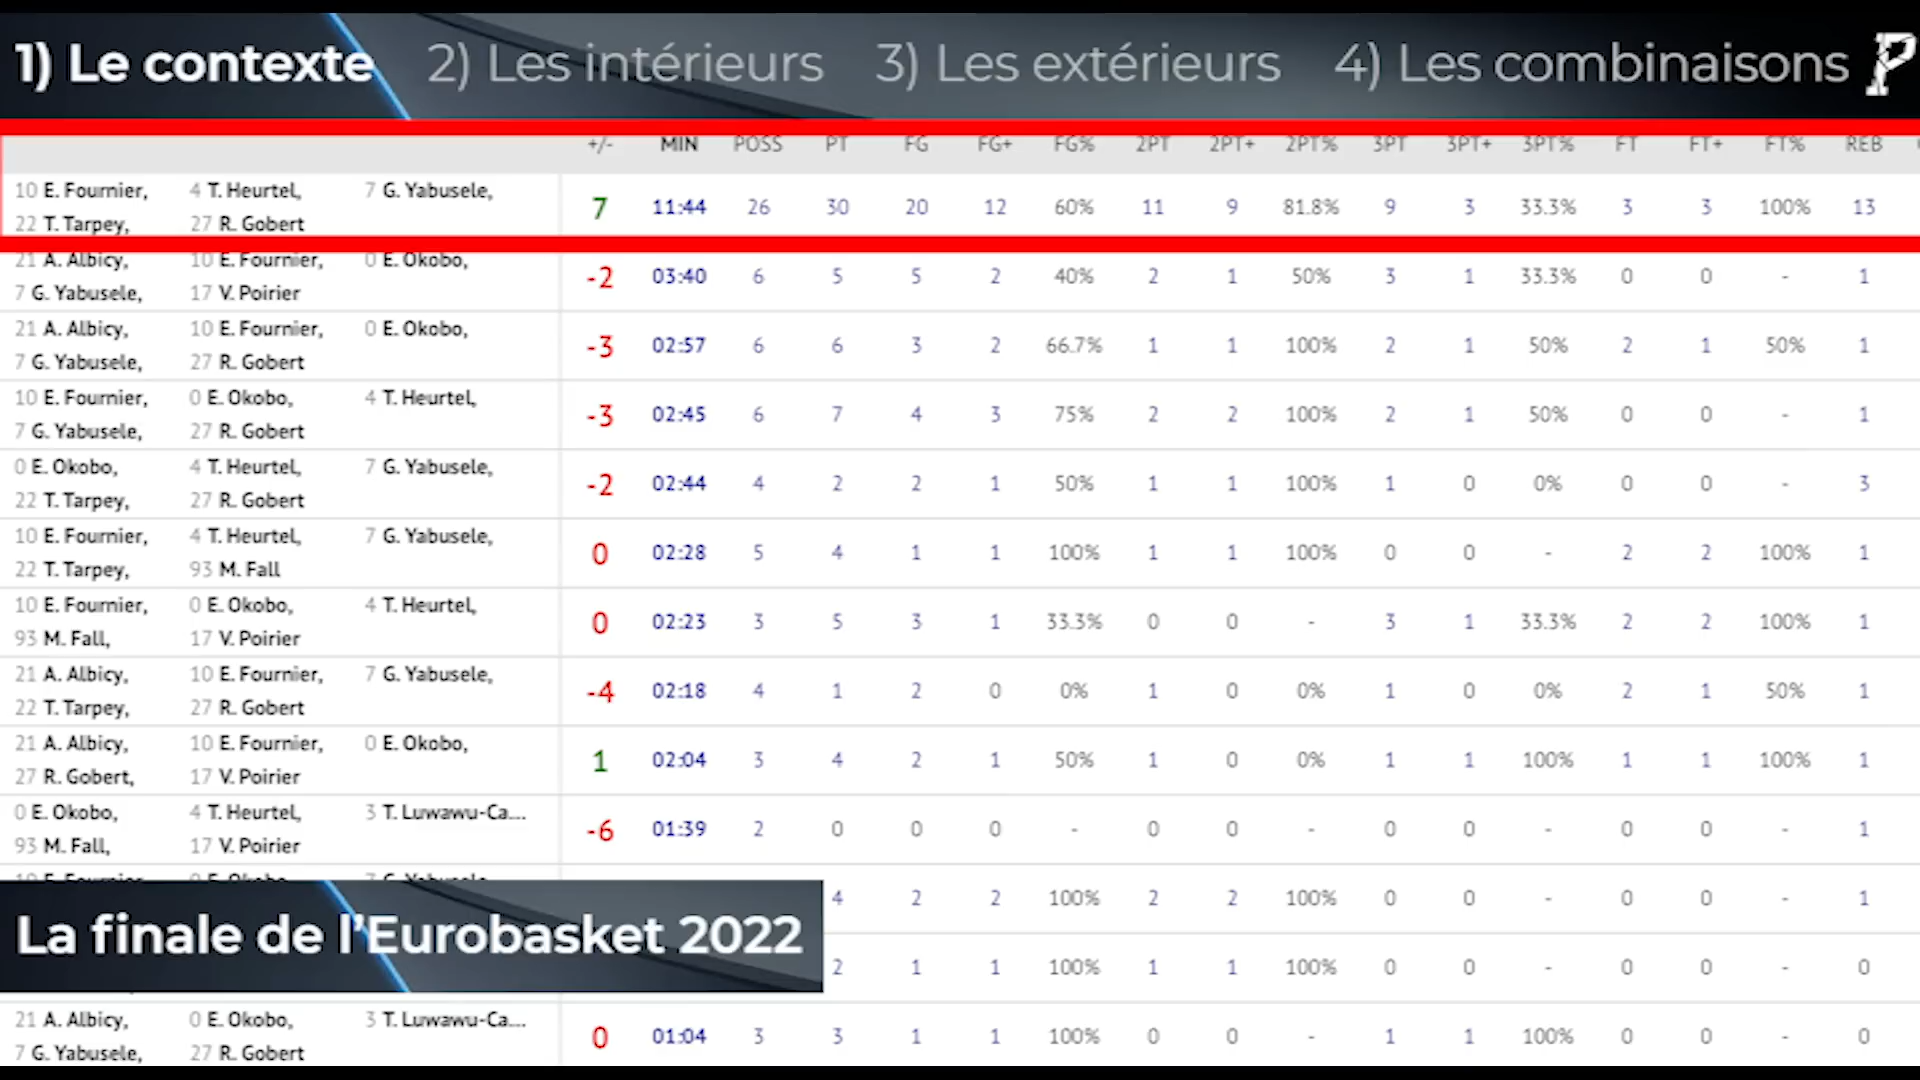 1) Le contexte 2) Les intérieurs 3) Les extérieurs 4) Les combinaisons P
+/- MIN POSS PT FG FG+ FG% 2PT 2PT+ 2PT% 3PT 3PT+ 3PT% FT FT+ FT% REB
10 E. Fournier, 4 T. Heurtel, 7 G. Yabusele,
22 T. Tarpey, 27 R. Gobert
7 11:44 26 30 20 12 60% 11 9 81.8% 9 3 33.3% 3 3 100% 13
21 A. Albicy, 10 E. Fournier, 0 E. Okobo,
7 G. Yabusele, 17 V. Poirier
-2 03:40 6 5 5 2 40% 2 1 50% 3 1 33.3% 0 0 - 1
21 A. Albicy, 10 E. Fournier, 0 E. Okobo,
7 G. Yabusele, 27 R. Gobert
-3 02:57 6 6 3 2 66.7% 1 1 100% 2 1 50% 2 1 50% 1
10 E. Fournier, 0 E. Okobo, 4 T. Heurtel,
7 G. Yabusele, 27 R. Gobert
-3 02:45 6 7 4 3 75% 2 2 100% 2 1 50% 0 0 - 1
0 E. Okobo, 4 T. Heurtel, 7 G. Yabusele,
22 T. Tarpey, 27 R. Gobert
-2 02:44 4 2 2 1 50% 1 1 100% 1 0 0% 0 0 - 3
10 E. Fournier, 4 T. Heurtel, 7 G. Yabusele,
22 T. Tarpey, 93 M. Fall
0 02:28 5 4 1 1 100% 1 1 100% 0 0 - 2 2 100% 1
10 E. Fournier, 0 E. Okobo, 4 T. Heurtel,
93 M. Fall, 17 V. Poirier
0 02:23 3 5 3 1 33.3% 0 0 - 3 1 33.3% 2 2 100% 1
21 A. Albicy, 10 E. Fournier, 7 G. Yabusele,
22 T. Tarpey, 27 R. Gobert
-4 02:18 4 1 2 0 0% 1 0 0% 1 0 0% 2 1 50% 1
21 A. Albicy, 10 E. Fournier, 0 E. Okobo,
27 R. Gobert, 17 V. Poirier
1 02:04 3 4 2 1 50% 1 0 0% 1 1 100% 1 1 100% 1
0 E. Okobo, 4 T. Heurtel, 3 T. Luwawu-Ca...
93 M. Fall, 17 V. Poirier
-6 01:39 2 0 0 0 - 0 0 - 0 0 - 0 0 - 1
10 E. Fournier, 0 E. Okobo, 7 G. Yabusele,
4 2 2 100% 2 2 100% 0 0 - 0 0 - 1
La finale de l'Eurobasket 2022
2 1 1 100% 1 1 100% 0 0 - 0 0 - 0
21 A. Albicy, 0 E. Okobo, 3 T. Luwawu-Ca...
7 G. Yabusele, 27 R. Gobert
0 01:04 3 3 1 1 100% 0 0 - 1 1 100% 0 0 - 0